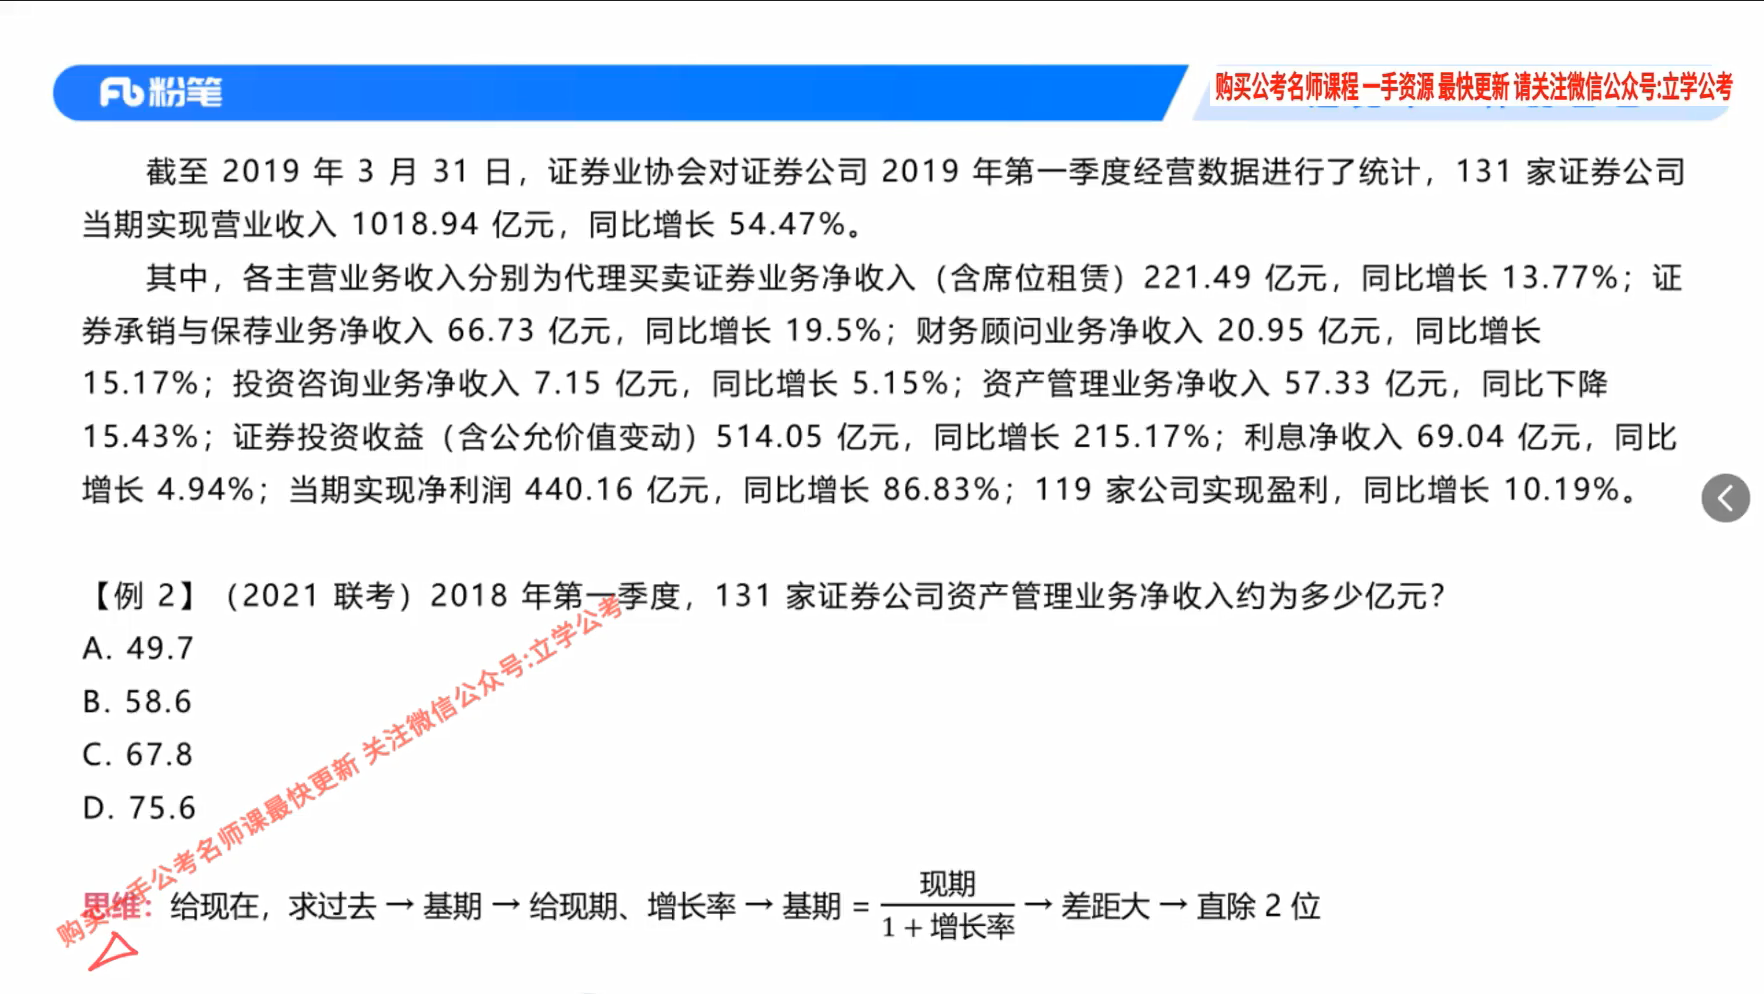 粉笔
购买公考名师课程 一手资源 最快更新 请关注微信公众号:立学公考
截至 2019 年 3 月 31 日，证券业协会对证券公司 2019 年第一季度经营数据进行了统计，131 家证券公司
当期实现营业收入 1018.94 亿元，同比增长 54.47%。
其中，各主营业务收入分别为代理买卖证券业务净收入（含席位租赁）221.49 亿元，同比增长 13.77%；证
券承销与保荐业务净收入 66.73 亿元，同比增长 19.5%；财务顾问业务净收入 20.95 亿元，同比增长
15.17%；投资咨询业务净收入 7.15 亿元，同比增长 5.15%；资产管理业务净收入 57.33 亿元，同比下降
15.43%；证券投资收益（含公允价值变动）514.05 亿元，同比增长 215.17%；利息净收入 69.04 亿元，同比
增长 4.94%；当期实现净利润 440.16 亿元，同比增长 86.83%；119 家公司实现盈利，同比增长 10.19%。
【例 2】（2021 联考）2018 年第一季度，131 家证券公司资产管理业务净收入约为多少亿元？
A. 49.7
B. 58.6
C. 67.8
D. 75.6
思维：给现在，求过去 → 基期 → 给现期、增长率 → 基期 = 现期 / 1 + 增长率 → 差距大 → 直除 2 位
购买一手公考名师课最快更新 关注微信公众号:立学公考